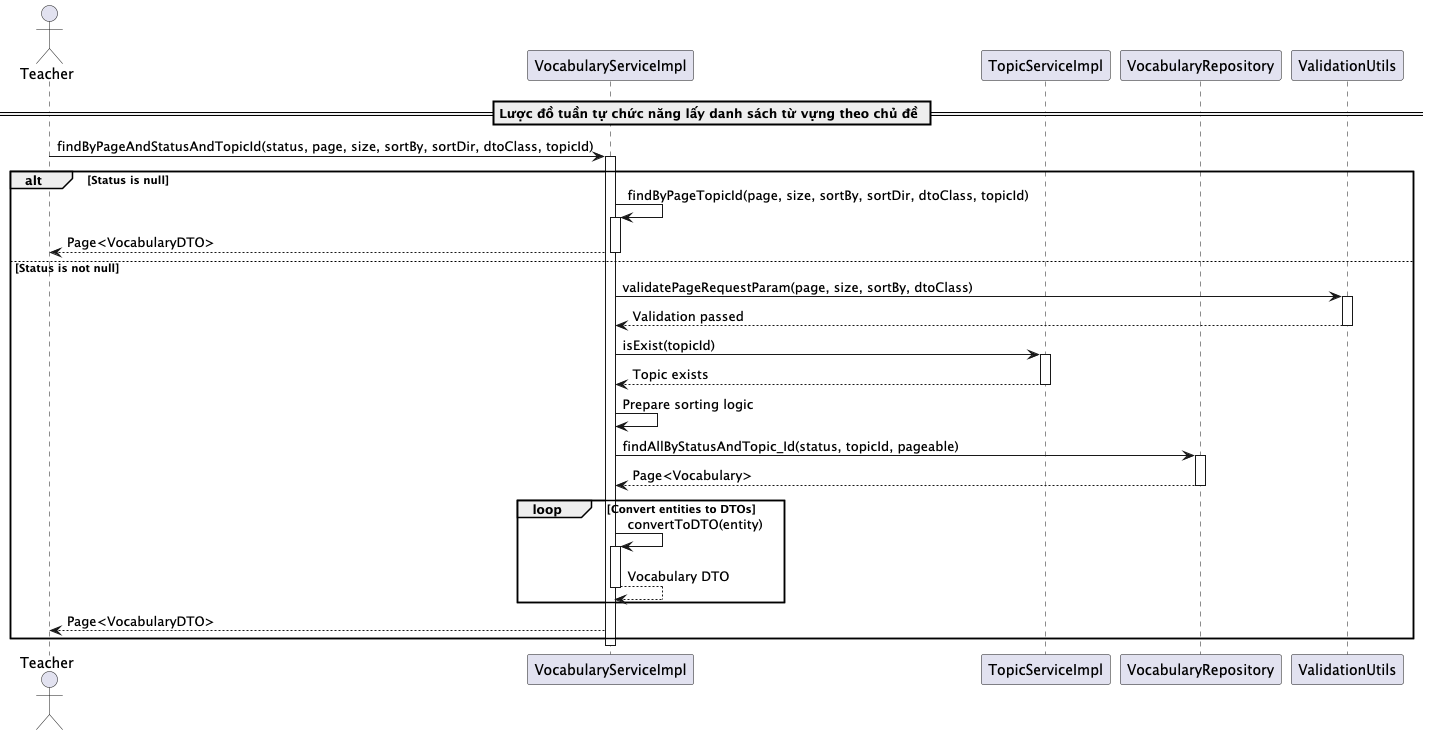 Teacher
VocabularyServiceImpl
TopicServiceImpl
VocabularyRepository
ValidationUtils
Lược đồ tuần tự chức năng lấy danh sách từ vựng theo chủ đề
findByPageAndStatusAndTopicId(status, page, size, sortBy, sortDir, dtoClass, topicId)
alt
[Status is null]
findByPageTopicId(page, size, sortBy, sortDir, dtoClass, topicId)
Page<VocabularyDTO>
[Status is not null]
validatePageRequestParam(page, size, sortBy, dtoClass)
Validation passed
isExist(topicId)
Topic exists
Prepare sorting logic
findAllByStatusAndTopic_Id(status, topicId, pageable)
Page<Vocabulary>
loop
[Convert entities to DTOs]
convertToDTO(entity)
Vocabulary DTO
Page<VocabularyDTO>
Teacher
VocabularyServiceImpl
TopicServiceImpl
VocabularyRepository
ValidationUtils